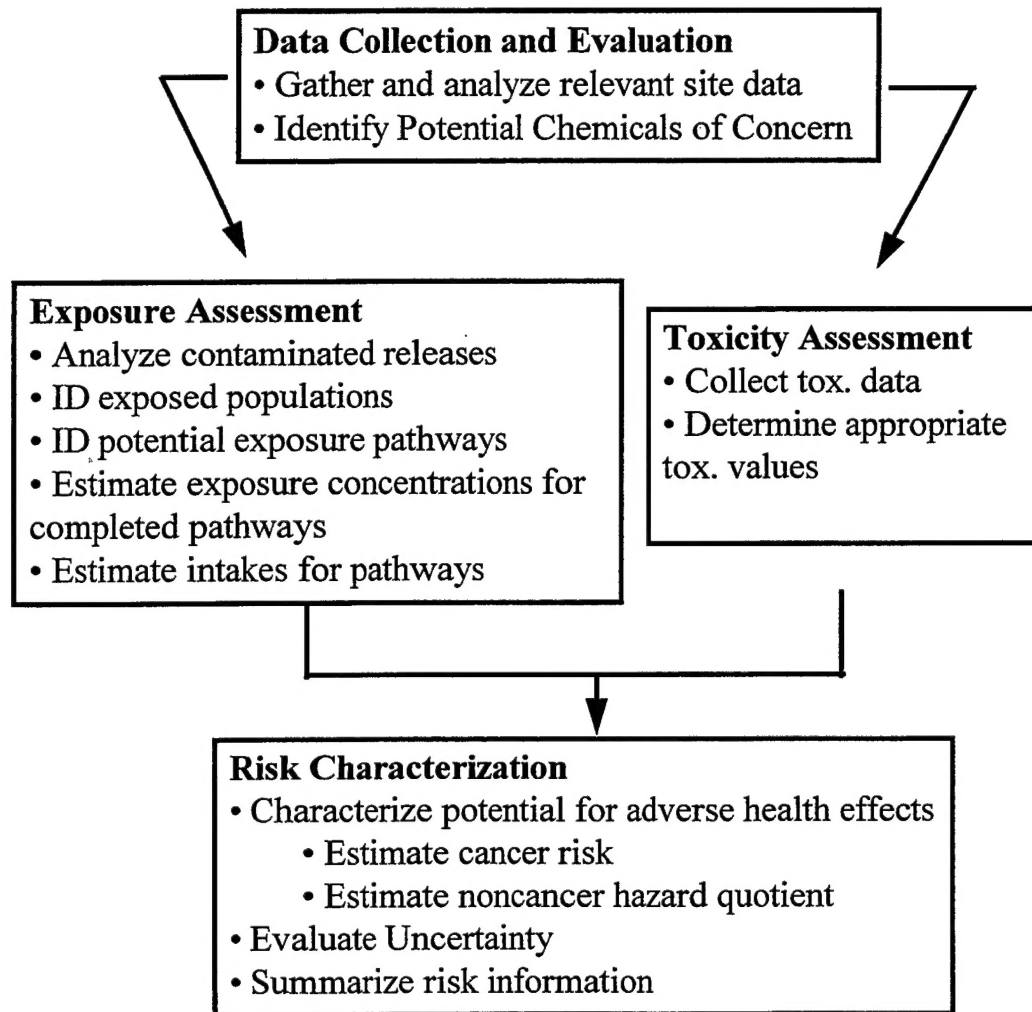 Data Collection and Evaluation
• Gather and analyze relevant site data
• Identify Potential Chemicals of Concern
Exposure Assessment
• Analyze contaminated releases
• ID exposed populations
• ID potential exposure pathways
• Estimate exposure concentrations for
completed pathways
• Estimate intakes for pathways
Toxicity Assessment
• Collect tox. data
• Determine appropriate
tox. values
Risk Characterization
• Characterize potential for adverse health effects
• Estimate cancer risk
• Estimate noncancer hazard quotient
• Evaluate Uncertainty
• Summarize risk information